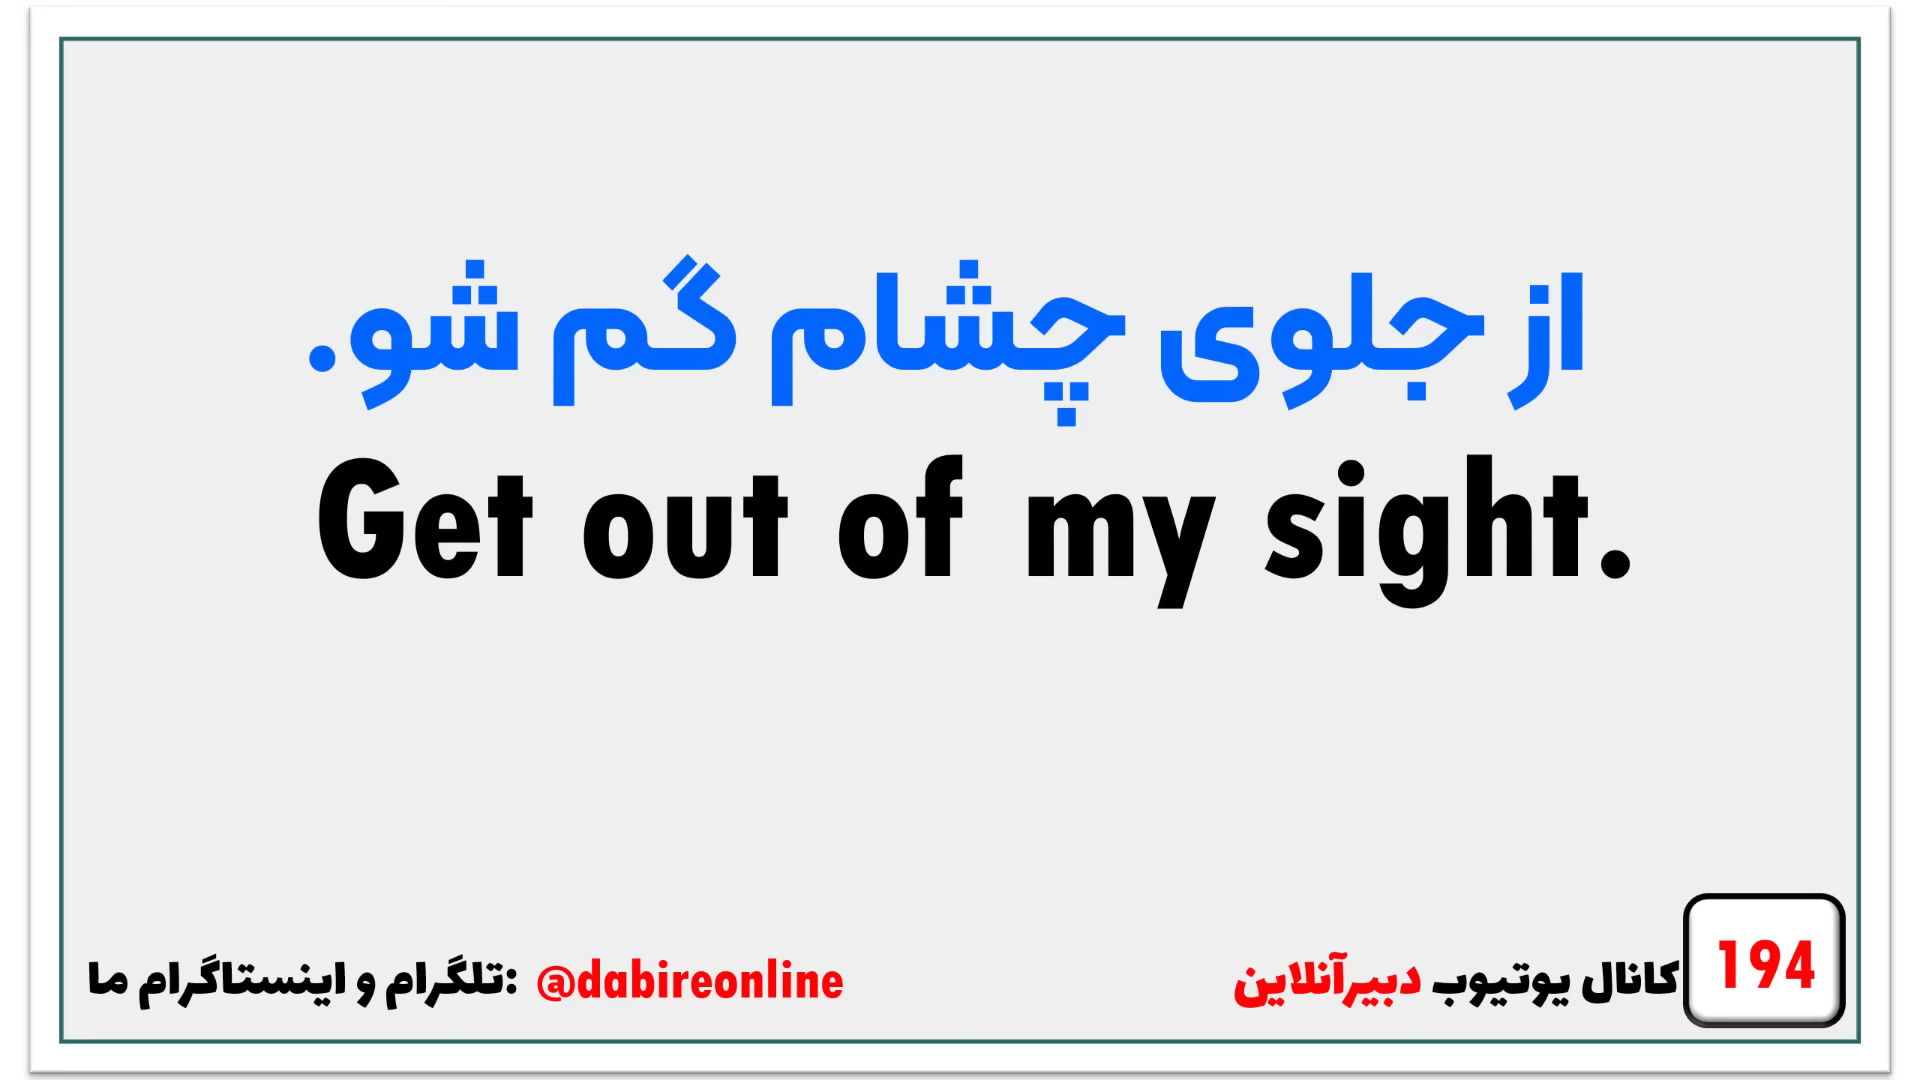 از جلوی چشام گم شو.
Get out of my sight.
تلگرام و اینستاگرام ما: @dabireonline
کانال یوتیوب دبیرآنلاین
194